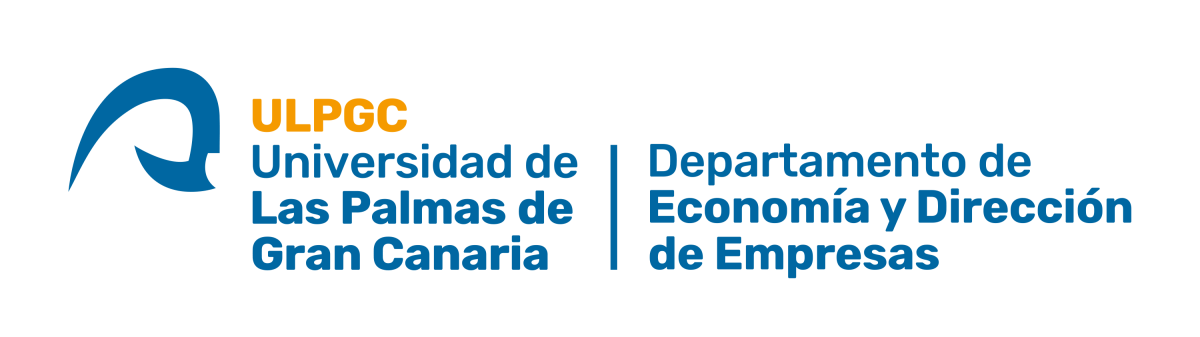 ULPGC
Universidad de
Las Palmas de
Gran Canaria
Departamento de
Economía y Dirección
de Empresas